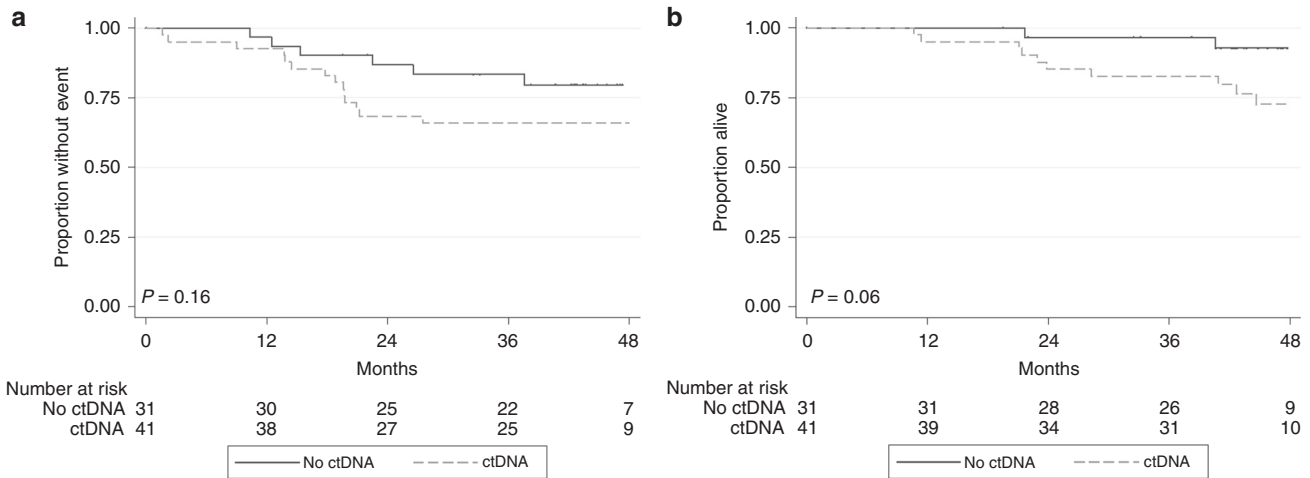 a
1.00
0.75
0.50
0.25
0.00
Proportion without event
P = 0.16
0 12 24 36 48
Months
Number at risk
No ctDNA 31 30 25 22 7
ctDNA 41 38 27 25 9
No ctDNA ctDNA
b
1.00
0.75
0.50
0.25
0.00
Proportion alive
P = 0.06
0 12 24 36 48
Months
Number at risk
No ctDNA 31 31 28 26 9
ctDNA 41 39 34 31 10
No ctDNA ctDNA